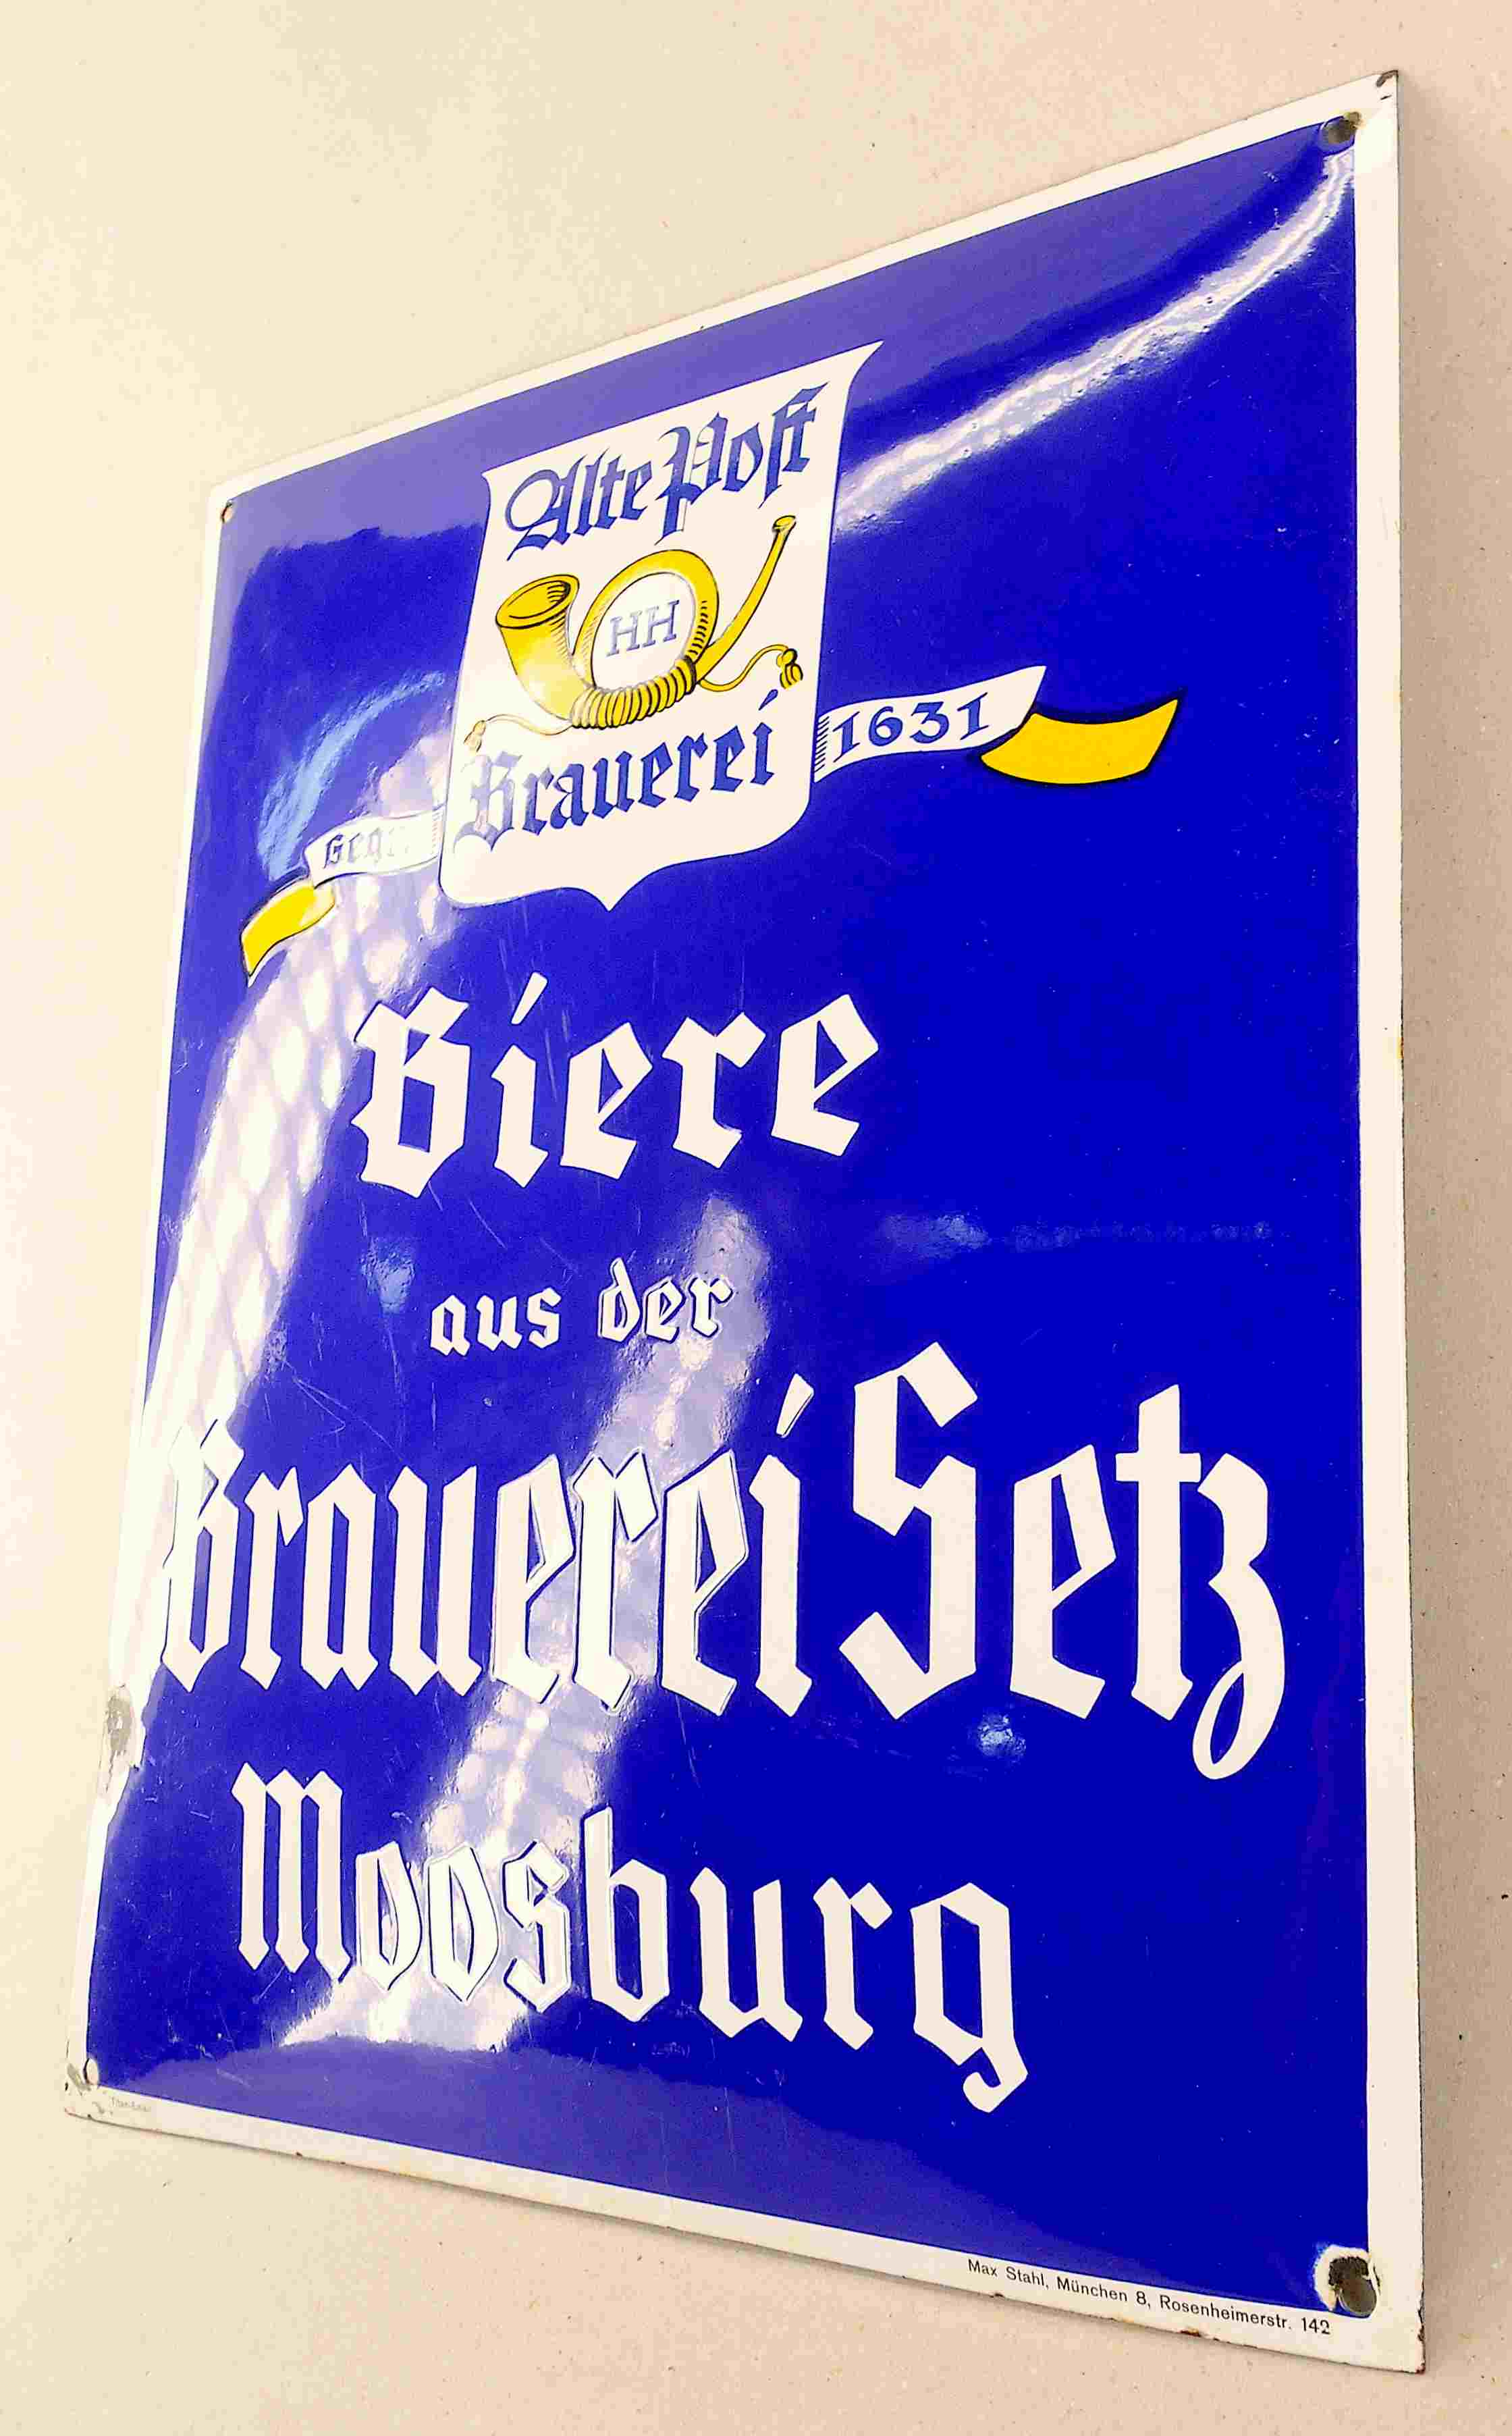 Alte Post
HH
Brauerei
Gegr. 1631
Biere
aus der
Brauerei Setz
Moosburg
Max Stahl, München 8, Rosenheimerstr. 142